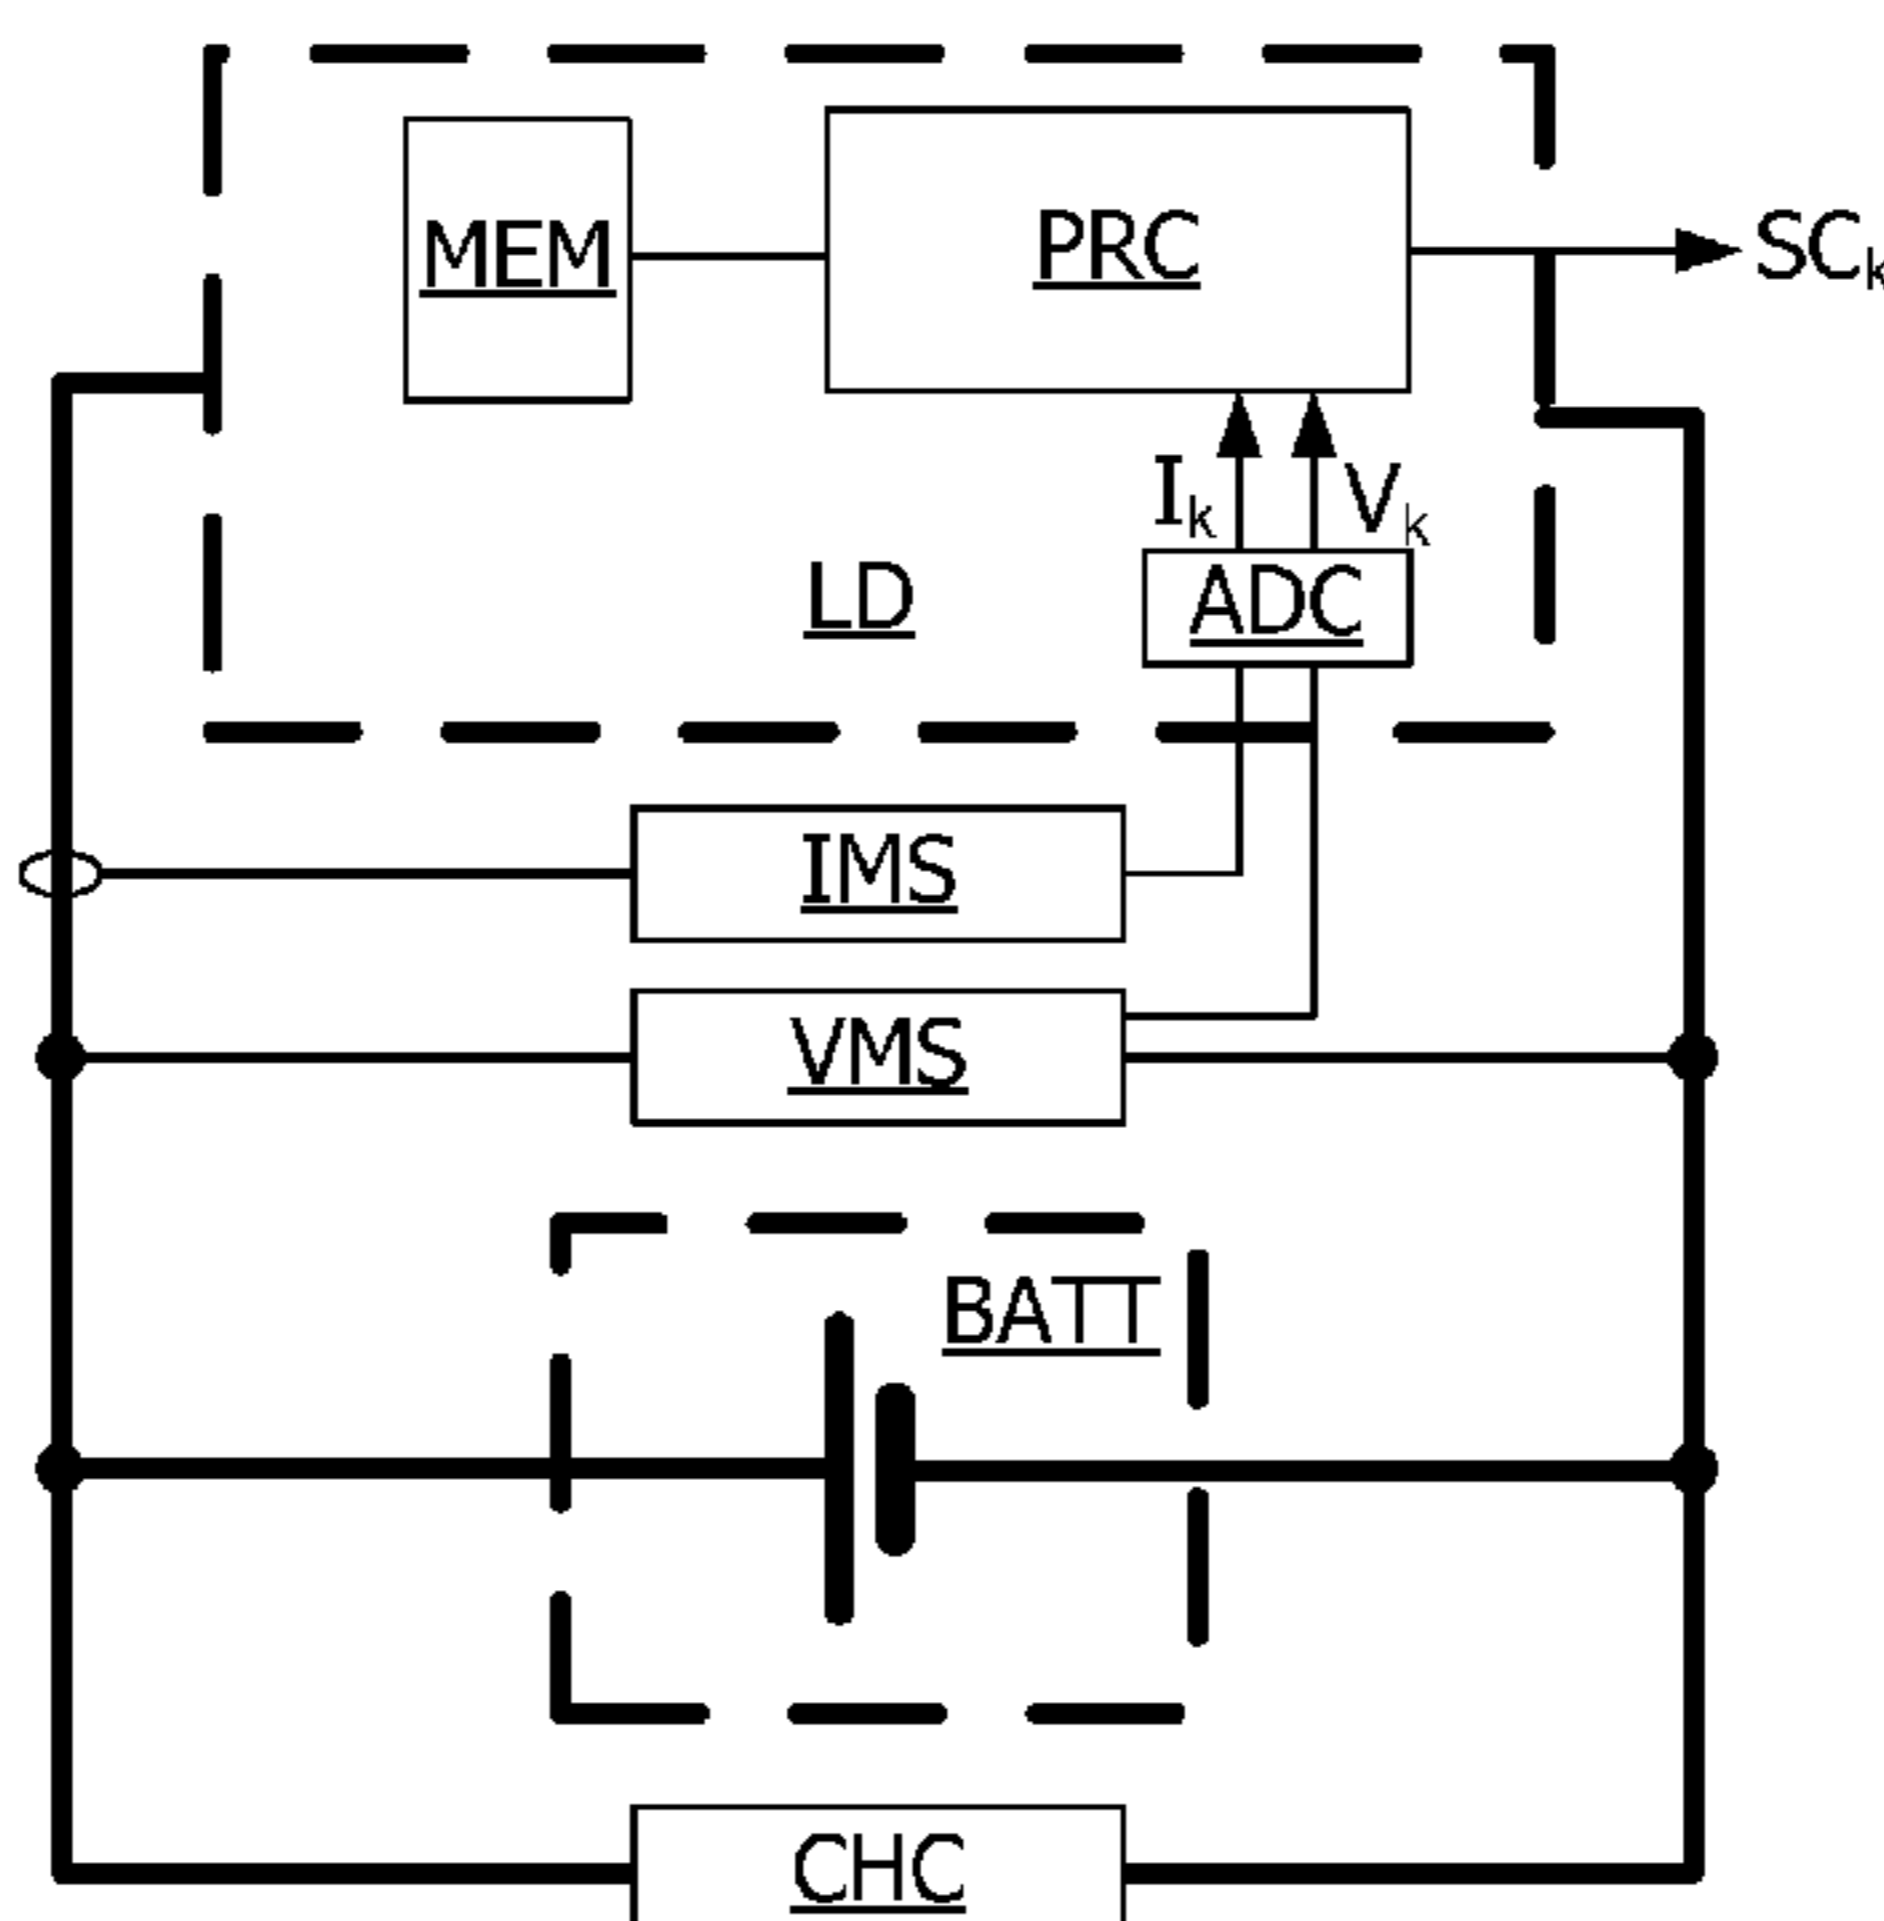 MEM
PRC
SCk
Ik
Vk
LD
ADC
IMS
VMS
BATT
CHC